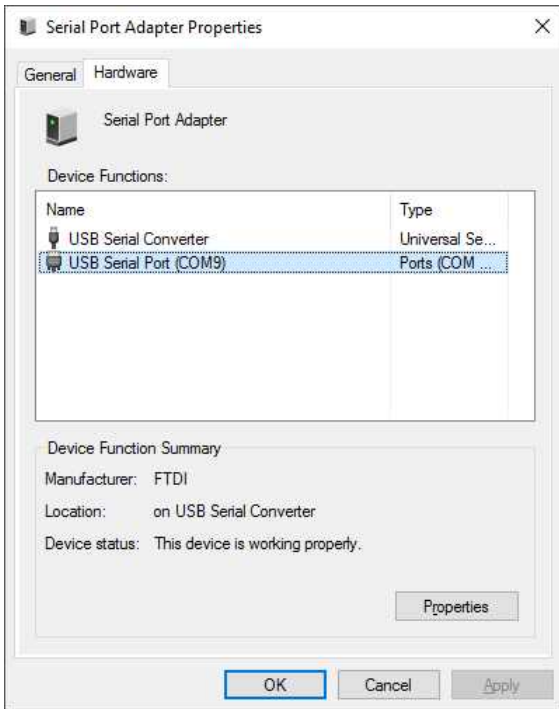 Serial Port Adapter Properties
General Hardware
Serial Port Adapter
Device Functions:
Name Type
USB Serial Converter Universal Se...
USB Serial Port (COM9) Ports (COM ...
Device Function Summary
Manufacturer: FTDI
Location: on USB Serial Converter
Device status: This device is working properly.
Properties
OK Cancel Apply